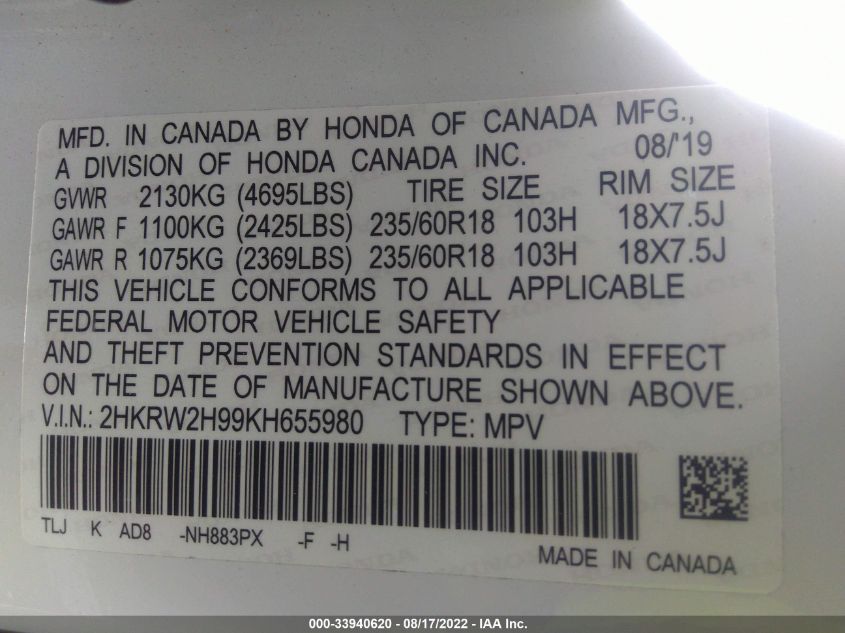 MFD. IN CANADA BY HONDA OF CANADA MFG.,
A DIVISION OF HONDA CANADA INC. 08/'19
GVWR 2130KG (4695LBS) TIRE SIZE RIM SIZE
GAWR F 1100KG (2425LBS) 235/60R18 103H 18X7.5J
GAWR R 1075KG (2369LBS) 235/60R18 103H 18X7.5J
THIS VEHICLE CONFORMS TO ALL APPLICABLE
FEDERAL MOTOR VEHICLE SAFETY
AND THEFT PREVENTION STANDARDS IN EFFECT
ON THE DATE OF MANUFACTURE SHOWN ABOVE.
V.I.N.: 2HKRW2H99KH655980 TYPE: MPV
TLJ K AD8 -NH883PX -F -H
MADE IN CANADA
000-33940620 - 08/17/2022 - IAA Inc.